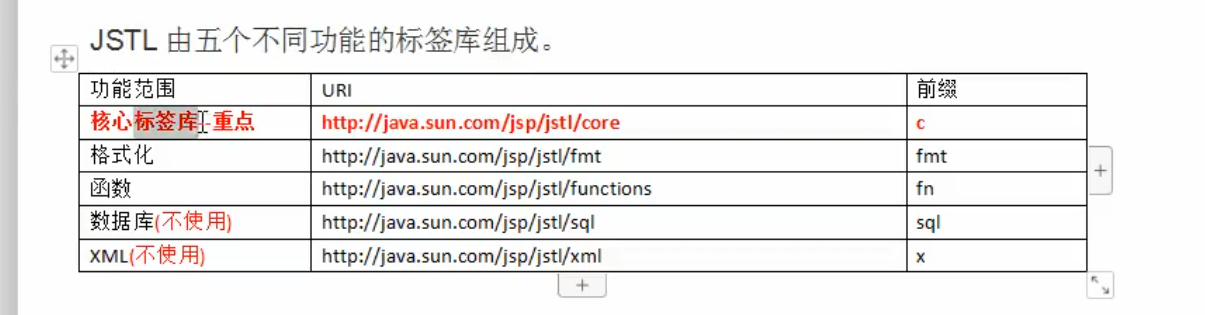 JSTL 由五个不同功能的标签库组成。
功能范围 URI 前缀
核心标签库--重点 http://java.sun.com/jsp/jstl/core c
格式化 http://java.sun.com/jsp/jstl/fmt fmt
函数 http://java.sun.com/jsp/jstl/functions fn
数据库(不使用) http://java.sun.com/jsp/jstl/sql sql
XML(不使用) http://java.sun.com/jsp/jstl/xml x